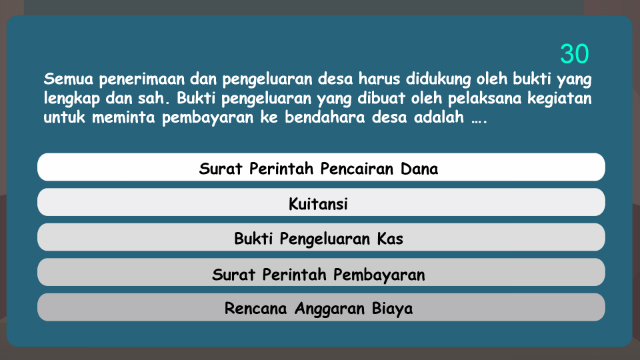 30
Semua penerimaan dan pengeluaran desa harus didukung oleh bukti yang
lengkap dan sah. Bukti pengeluaran yang dibuat oleh pelaksana kegiatan
untuk meminta pembayaran ke bendahara desa adalah ....
Surat Perintah Pencairan Dana
Kuitansi
Bukti Pengeluaran Kas
Surat Perintah Pembayaran
Rencana Anggaran Biaya